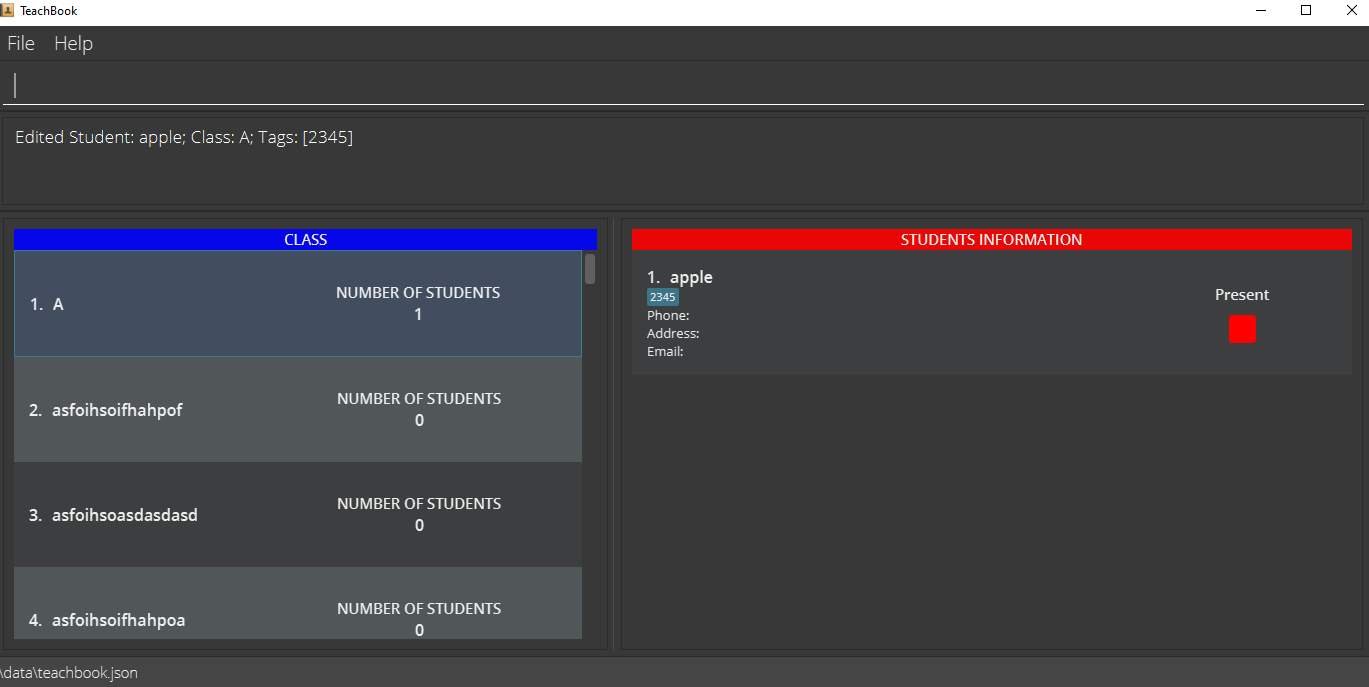 TeachBook
File Help
Edited Student: apple; Class: A; Tags: [2345]
CLASS
1. A
NUMBER OF STUDENTS
1
2. asfoihsoifhahpof
NUMBER OF STUDENTS
0
3. asfoihsoasdasdasd
NUMBER OF STUDENTS
0
4. asfoihsoifhahpoa
NUMBER OF STUDENTS
0
STUDENTS INFORMATION
1. apple
2345
Phone:
Address:
Email:
Present
\data\teachbook.json